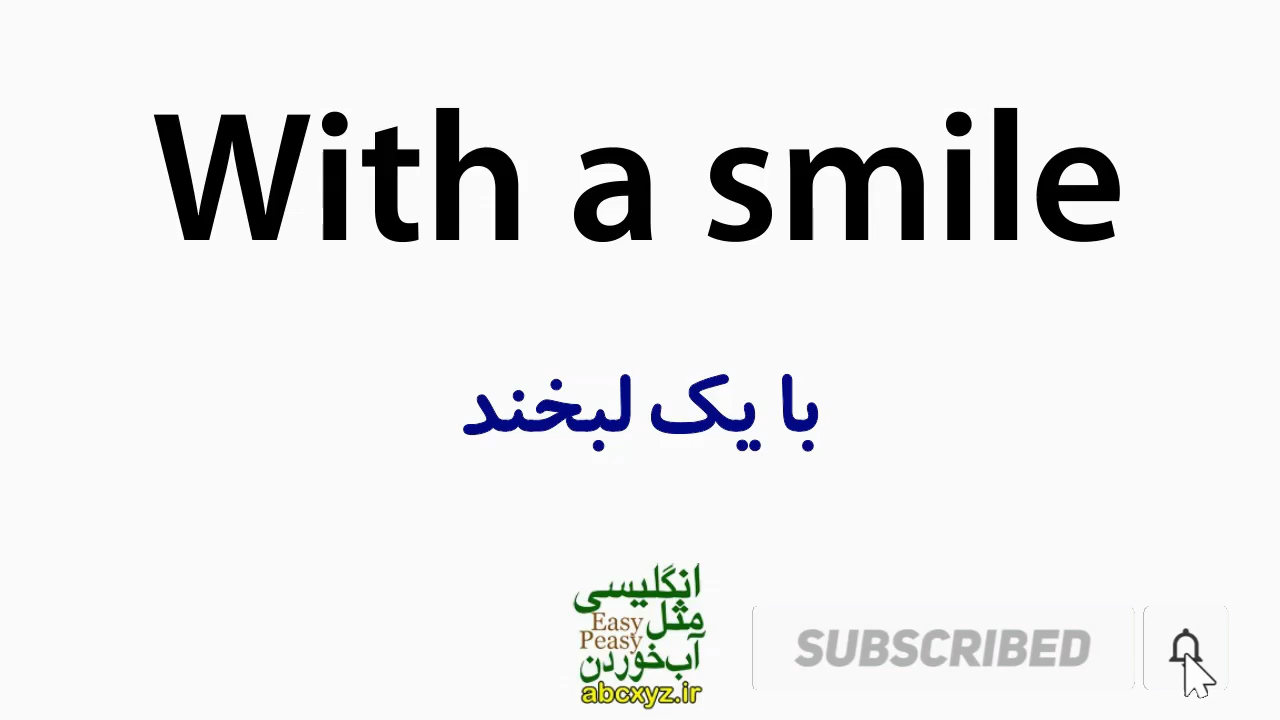 With a smile
با یک لبخند
انگلیسی
مثل
Easy
Peasy
آب‌خوردن
abcxyz.ir
SUBSCRIBED